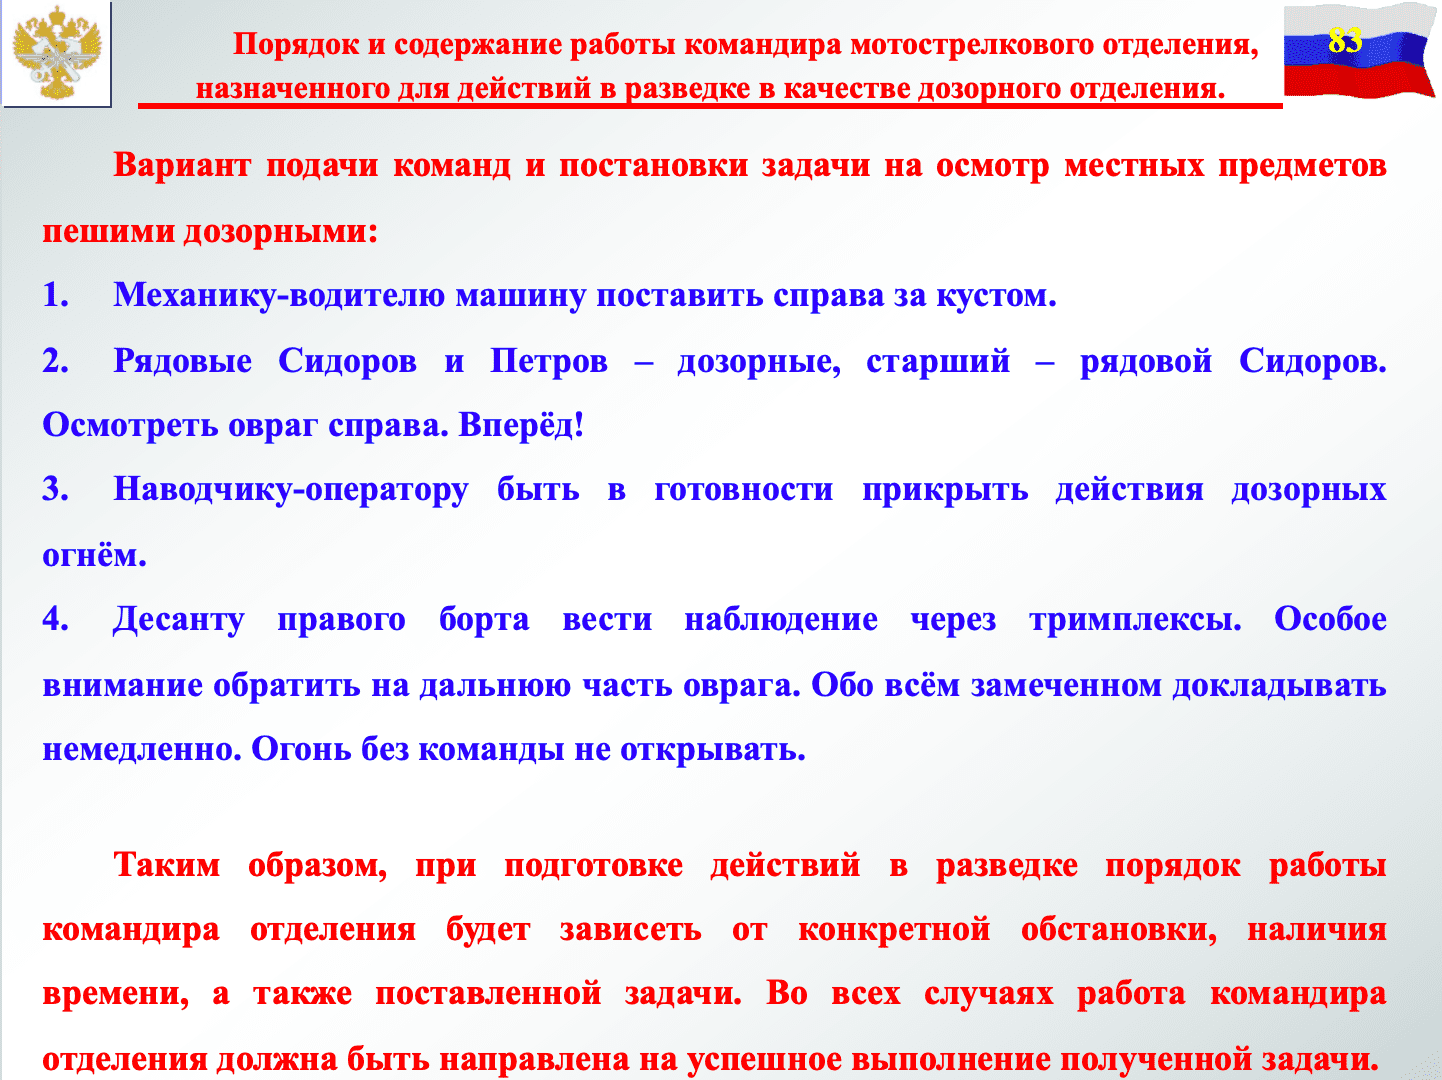 Порядок и содержание работы командира мотострелкового отделения,
назначенного для действий в разведке в качестве дозорного отделения.
83
Вариант подачи команд и постановки задачи на осмотр местных предметов
пешими дозорными:
1. Механику-водителю машину поставить справа за кустом.
2. Рядовые Сидоров и Петров – дозорные, старший – рядовой Сидоров.
Осмотреть овраг справа. Вперёд!
3. Наводчику-оператору быть в готовности прикрыть действия дозорных
огнём.
4. Десанту правого борта вести наблюдение через тримплексы. Особое
внимание обратить на дальнюю часть оврага. Обо всём замеченном докладывать
немедленно. Огонь без команды не открывать.
Таким образом, при подготовке действий в разведке порядок работы
командира отделения будет зависеть от конкретной обстановки, наличия
времени, а также поставленной задачи. Во всех случаях работа командира
отделения должна быть направлена на успешное выполнение полученной задачи.